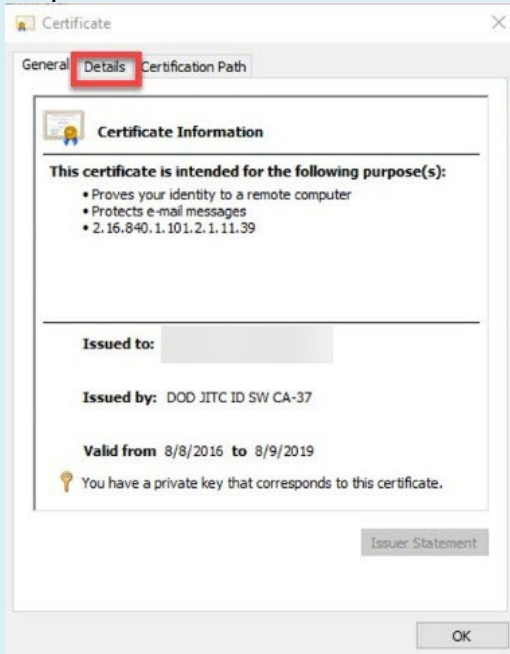 Certificate
General Details Certification Path
Certificate Information
This certificate is intended for the following purpose(s):
• Proves your identity to a remote computer
• Protects e-mail messages
• 2.16.840.1.101.2.1.11.39
Issued to:
Issued by: DOD JITC ID SW CA-37
Valid from 8/8/2016 to 8/9/2019
You have a private key that corresponds to this certificate.
Issuer Statement
OK